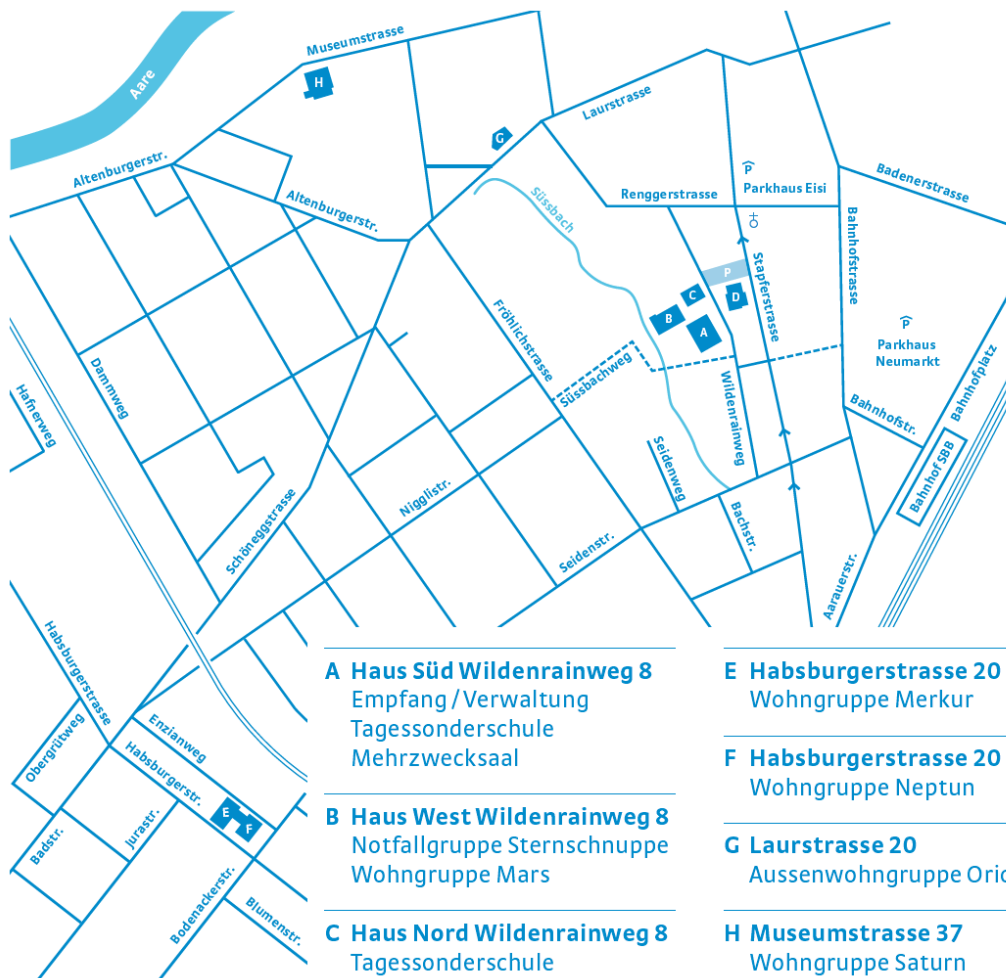 Museumstrasse
Aare
H
G
Laurstrasse
Altenburgerstr.
Altenburgerstr.
Süssbach
Renggerstrasse
P
Parkhaus Eisi
Badenerstrasse
Bahnhofstrasse
P
C
D
B
A
Stapferstrasse
P
Parkhaus
Neumarkt
Fröhlichstrasse
Süssbachweg
Wildenrainweg
Dammweg
Hafnerweg
Bahnhofplatz
Bahnhofstr.
Bahnhof SBB
Seidenweg
Nigglistr.
Schöneggstrasse
Seidenstr.
Bachstr.
Aarauerstr.
Habsburgerstrasse
Obergrütweg
Enzianweg
Habsburgerstr.
E
F
Jurastr.
Badstr.
Bodenackerstr.
Blumenstr.
A Haus Süd Wildenrainweg 8
Empfang / Verwaltung
Tagessonderschule
Mehrzwecksaal
B Haus West Wildenrainweg 8
Notfallgruppe Sternschnuppe
Wohngruppe Mars
C Haus Nord Wildenrainweg 8
Tagessonderschule
E Habsburgerstrasse 20
Wohngruppe Merkur
F Habsburgerstrasse 20
Wohngruppe Neptun
G Laurstrasse 20
Aussenwohngruppe
H Museumstrasse 37
Wohngruppe Saturn